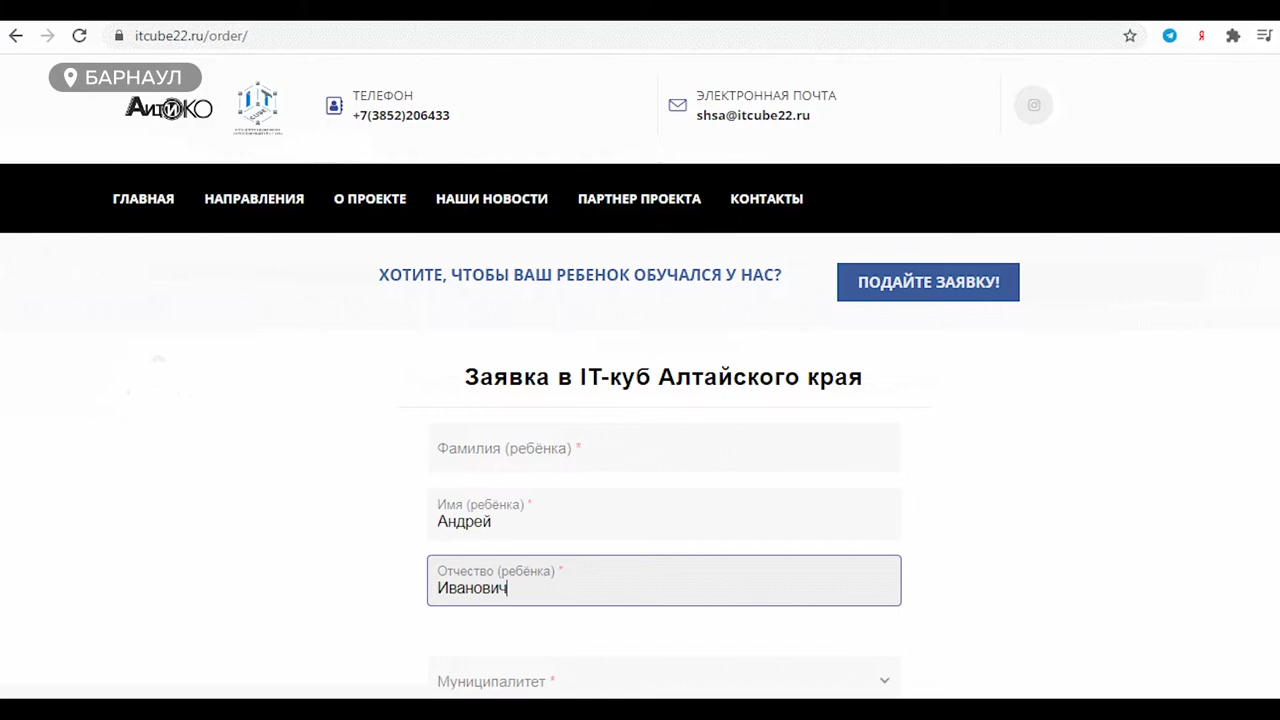 itcube22.ru/order/
БАРНАУЛ
АитиКО
IT
ТЕЛЕФОН
+7(3852)206433
ЭЛЕКТРОННАЯ ПОЧТА
shsa@itcube22.ru
ГЛАВНАЯ НАПРАВЛЕНИЯ О ПРОЕКТЕ НАШИ НОВОСТИ ПАРТНЕР ПРОЕКТА КОНТАКТЫ
ХОТИТЕ, ЧТОБЫ ВАШ РЕБЕНОК ОБУЧАЛСЯ У НАС?
ПОДАЙТЕ ЗАЯВКУ!
Заявка в IT-куб Алтайского края
Фамилия (ребёнка) *
Имя (ребёнка) *
Андрей
Отчество (ребёнка) *
Иванович
Муниципалитет *